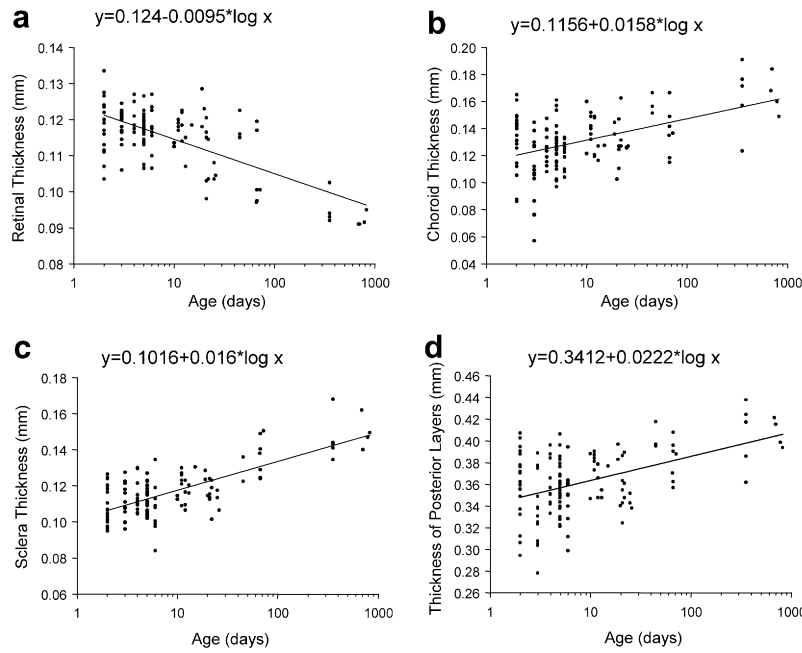 a
y=0.124-0.0095*log x
0.14
0.13
0.12
0.11
0.10
0.09
0.08
Retinal Thickness (mm)
1 10 100 1000
Age (days)
b
y=0.1156+0.0158*log x
0.20
0.18
0.16
0.14
0.12
0.10
0.08
0.06
0.04
Choroid Thickness (mm)
1 10 100 1000
Age (days)
c
y=0.1016+0.016*log x
0.18
0.16
0.14
0.12
0.10
0.08
0.06
Sclera Thickness (mm)
1 10 100 1000
Age (days)
d
y=0.3412+0.0222*log x
0.46
0.44
0.42
0.40
0.38
0.36
0.34
0.32
0.30
0.28
0.26
Thickness of Posterior Layers (mm)
1 10 100 1000
Age (days)